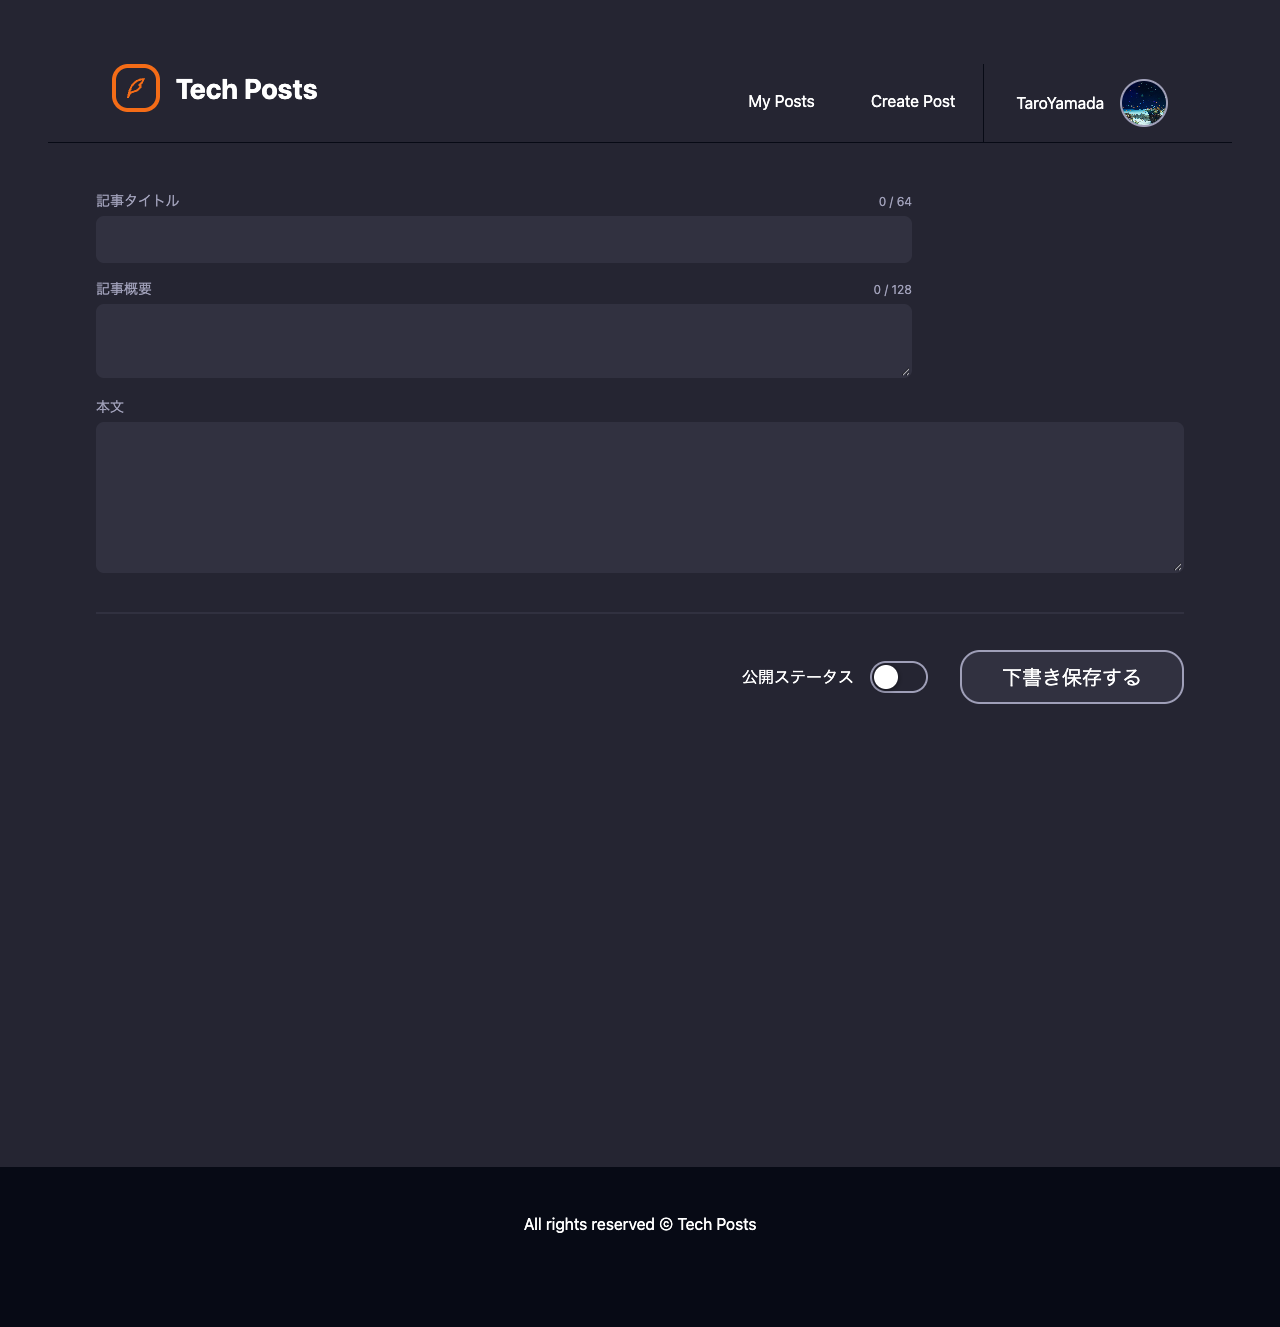 Tech Posts
My Posts
Create Post
TaroYamada
記事タイトル
0 / 64
記事概要
0 / 128
本文
公開ステータス
下書き保存する
All rights reserved © Tech Posts